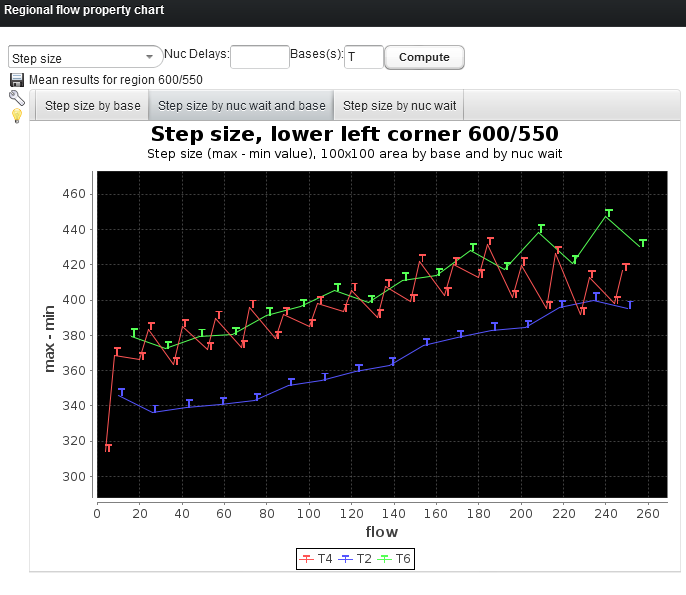 Regional flow property chart
Step size Nuc Delays: Bases(s): T Compute
Mean results for region 600/550
Step size by base Step size by nuc wait and base Step size by nuc wait
Step size, lower left corner 600/550
Step size (max - min value), 100x100 area by base and by nuc wait
460
440
420
400
380
360
340
320
300
max - min
0 20 40 60 80 100 120 140 160 180 200 220 240 260
flow
T4 T2 T6